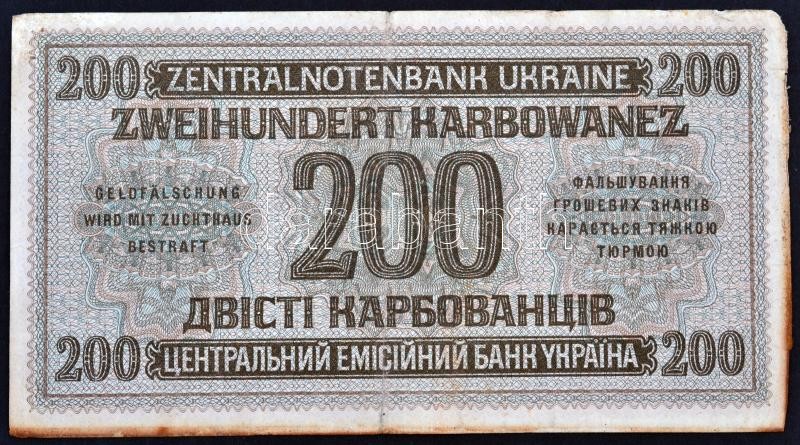 200 ZENTRALNOTENBANK UKRAINE 200
ZWEIHUNDERT KARBOWANEZ
GELDFÄLSCHUNG
WIRD MIT ZUCHTHAUS
BESTRAFT
200
ФАЛЬШУВАННЯ
ГРОШЕВИХ ЗНАКІВ
КАРАЄТЬСЯ ТЯЖКОЮ
ТЮРМОЮ
ДВІСТІ КАРБОВАНЦІВ
200 ЦЕНТРАЛЬНИЙ ЕМІСІЙНИЙ БАНК УКРАЇНА 200
darabanth